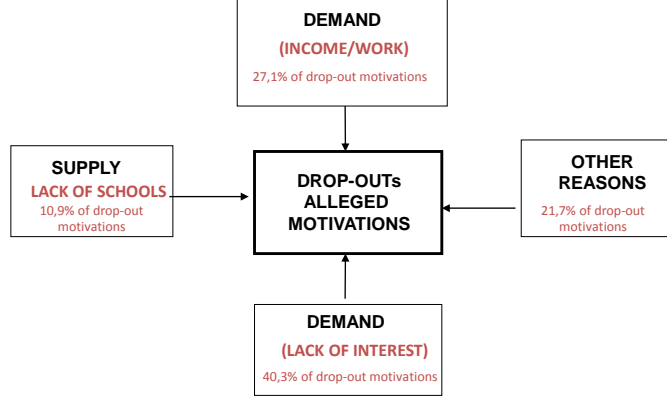 DEMAND
(INCOME/WORK)
27,1% of drop-out motivations
SUPPLY
LACK OF SCHOOLS
10,9% of drop-out
motivations
DROP-OUTs
ALLEGED
MOTIVATIONS
OTHER
REASONS
21,7% of drop-out
motivations
DEMAND
(LACK OF INTEREST)
40,3% of drop-out motivations